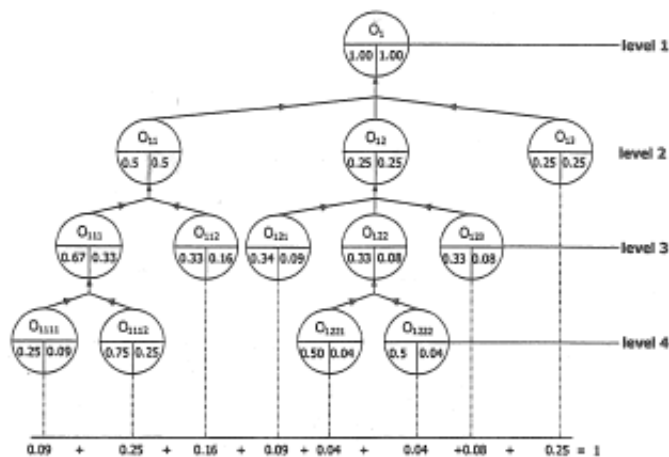 O1
1.00 1.00 level 1
O11 O12 O13
0.5 0.5 0.25 0.25 0.25 0.25 level 2
O111 O112 O121 O122 O123
0.67 0.33 0.33 0.16 0.34 0.09 0.33 0.08 0.33 0.08 level 3
O1111 O1112 O1221 O1222
0.25 0.09 0.75 0.25 0.50 0.04 0.5 0.04 level 4
0.09 + 0.25 + 0.16 + 0.09 + 0.04 + 0.04 +0.08 + 0.25 = 1